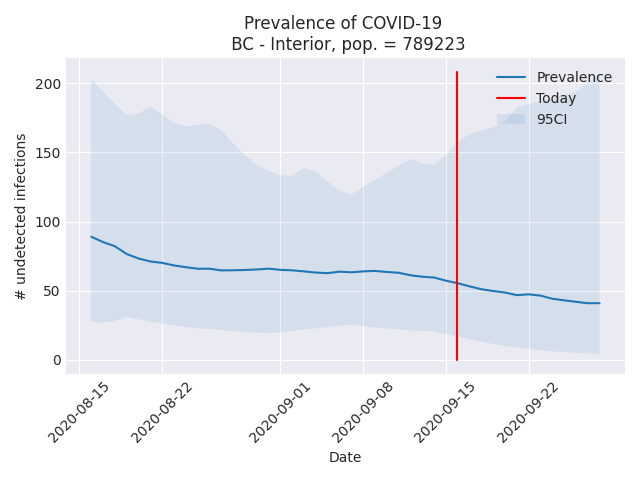 Prevalence of COVID-19
BC - Interior, pop. = 789223
200
150
100
50
0
# undetected infections
Prevalence
Today
95CI
2020-08-15
2020-08-22
2020-09-01
2020-09-08
2020-09-15
2020-09-22
Date